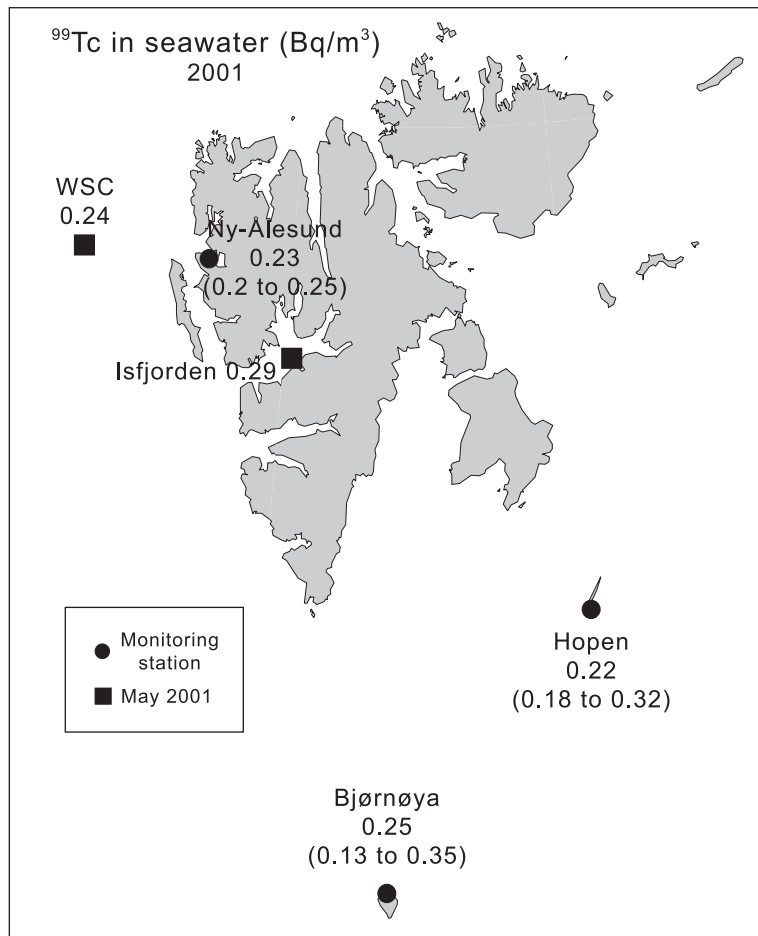 ⁹⁹Tc in seawater (Bq/m³)
2001
WSC
0.24
Ny-Ålesund
0.23
(0.2 to 0.25)
Isfjorden 0.29
Monitoring
station
May 2001
Hopen
0.22
(0.18 to 0.32)
Bjørnøya
0.25
(0.13 to 0.35)